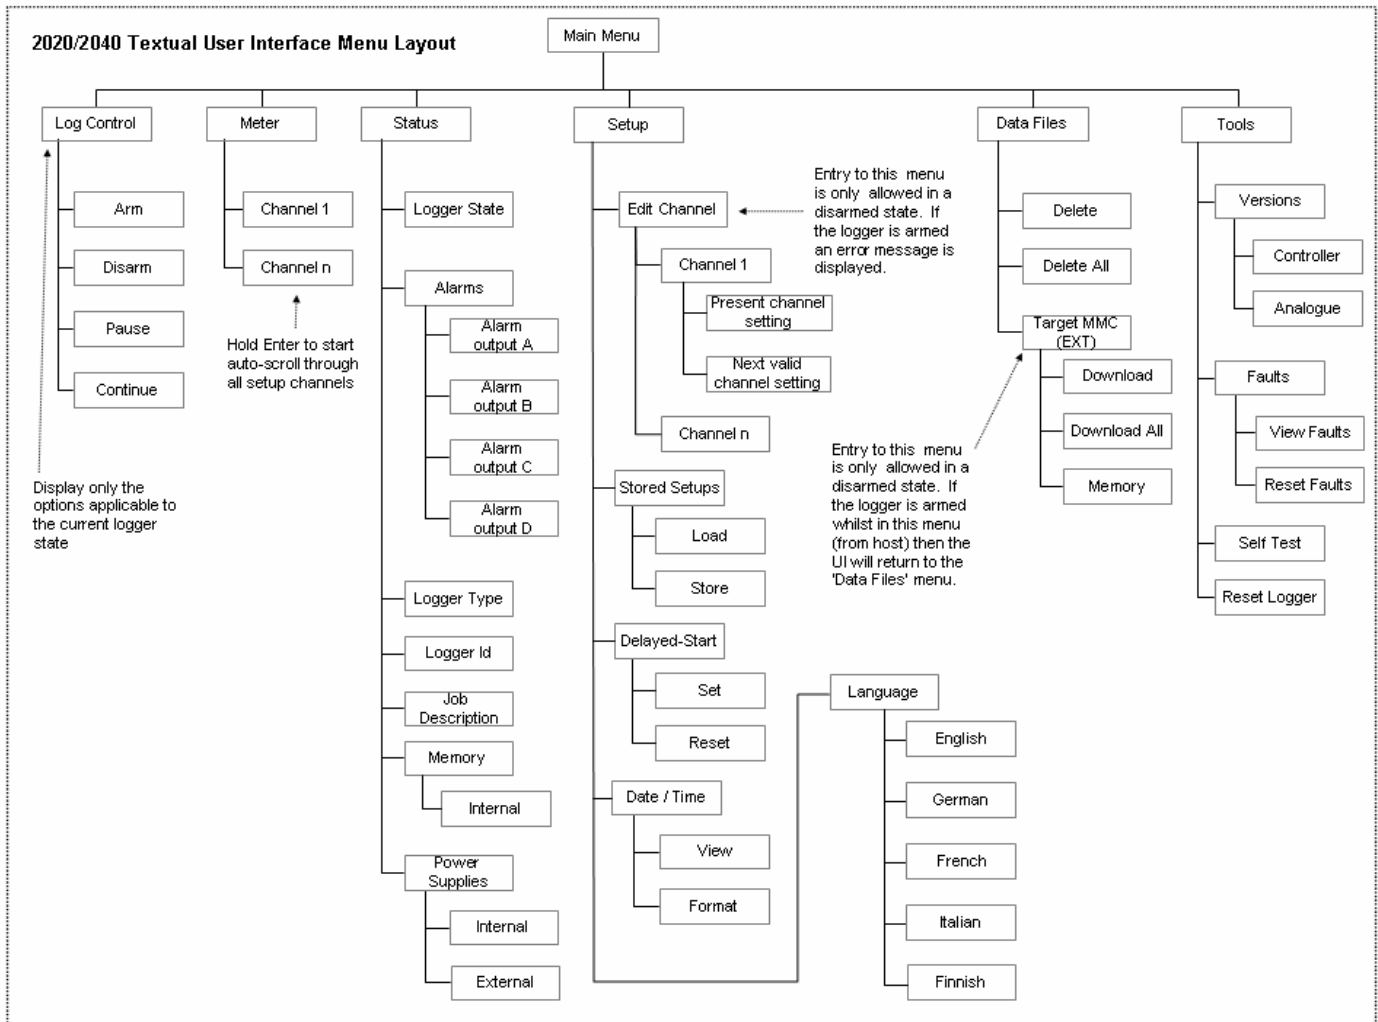 2020/2040 Textual User Interface Menu Layout
Main Menu
Log Control
Arm
Disarm
Pause
Continue
Display only the
options applicable to
the current logger
state
Meter
Channel 1
Channel n
Hold Enter to start
auto-scroll through
all setup channels
Status
Logger State
Alarms
Alarm
output A
Alarm
output B
Alarm
output C
Alarm
output D
Logger Type
Logger Id
Job
Description
Memory
Internal
Power
Supplies
Internal
External
Setup
Edit Channel
Entry to this menu
is only allowed in a
disarmed state. If
the logger is armed
an error message is
displayed.
Channel 1
Present channel
setting
Next valid
channel setting
Channel n
Stored Setups
Load
Store
Delayed-Start
Set
Reset
Date / Time
View
Format
Language
English
German
French
Italian
Finnish
Data Files
Delete
Delete All
Target MMC
(EXT)
Download
Download All
Memory
Entry to this menu
is only allowed in a
disarmed state. If
the logger is armed
whilst in this menu
(from host) then the
UI will return to the
'Data Files' menu.
Tools
Versions
Controller
Analogue
Faults
View Faults
Reset Faults
Self Test
Reset Logger